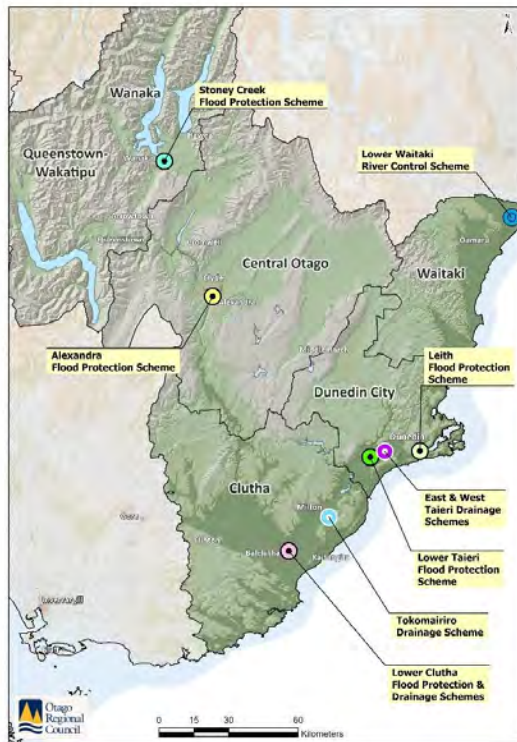 N
Stoney Creek
Flood Protection Scheme
Wanaka
Lower Waitaki
River Control Scheme
Queenstown-
Wakatipu
Oamaru
Central Otago
Waitaki
Clyde
Alexandra
Flood Protection Scheme
Leith
Flood Protection
Scheme
Dunedin City
Dunedin
Clutha
East & West
Taieri Drainage
Schemes
Milton
Gore
Balclutha
Lower Taieri
Flood Protection
Scheme
Invercargill
Tokomairiro
Drainage Scheme
Lower Clutha
Flood Protection &
Drainage Schemes
Otago
Regional
Council
0 15 30 60
Kilometers